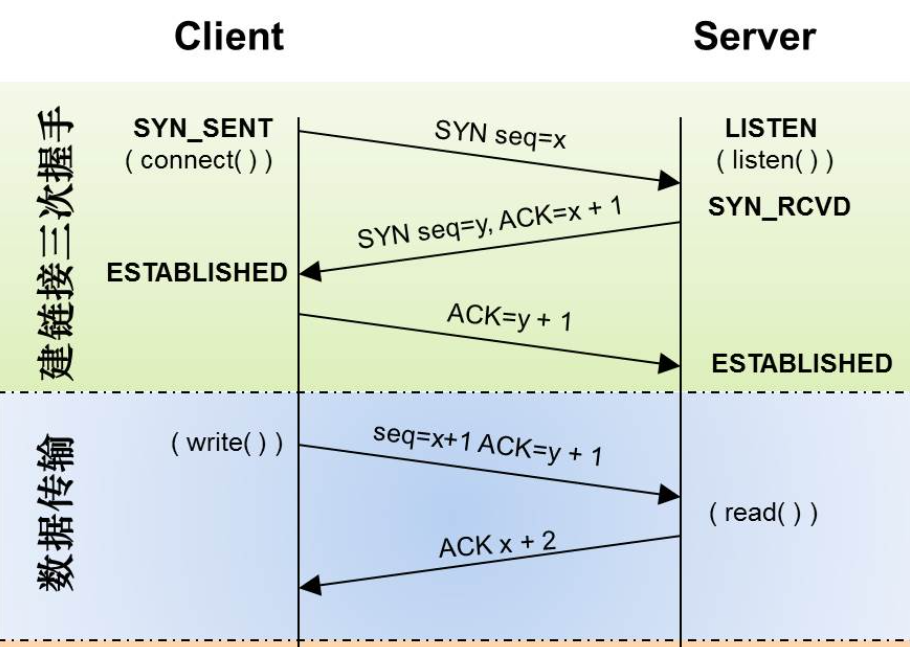 Client
Server
建链接三次握手
SYN_SENT
( connect( ) )
SYN seq=x
LISTEN
( listen( ) )
SYN_RCVD
SYN seq=y, ACK=x + 1
ESTABLISHED
ACK=y + 1
ESTABLISHED
数据传输
( write( ) )
seq=x+1 ACK=y + 1
( read( ) )
ACK x + 2